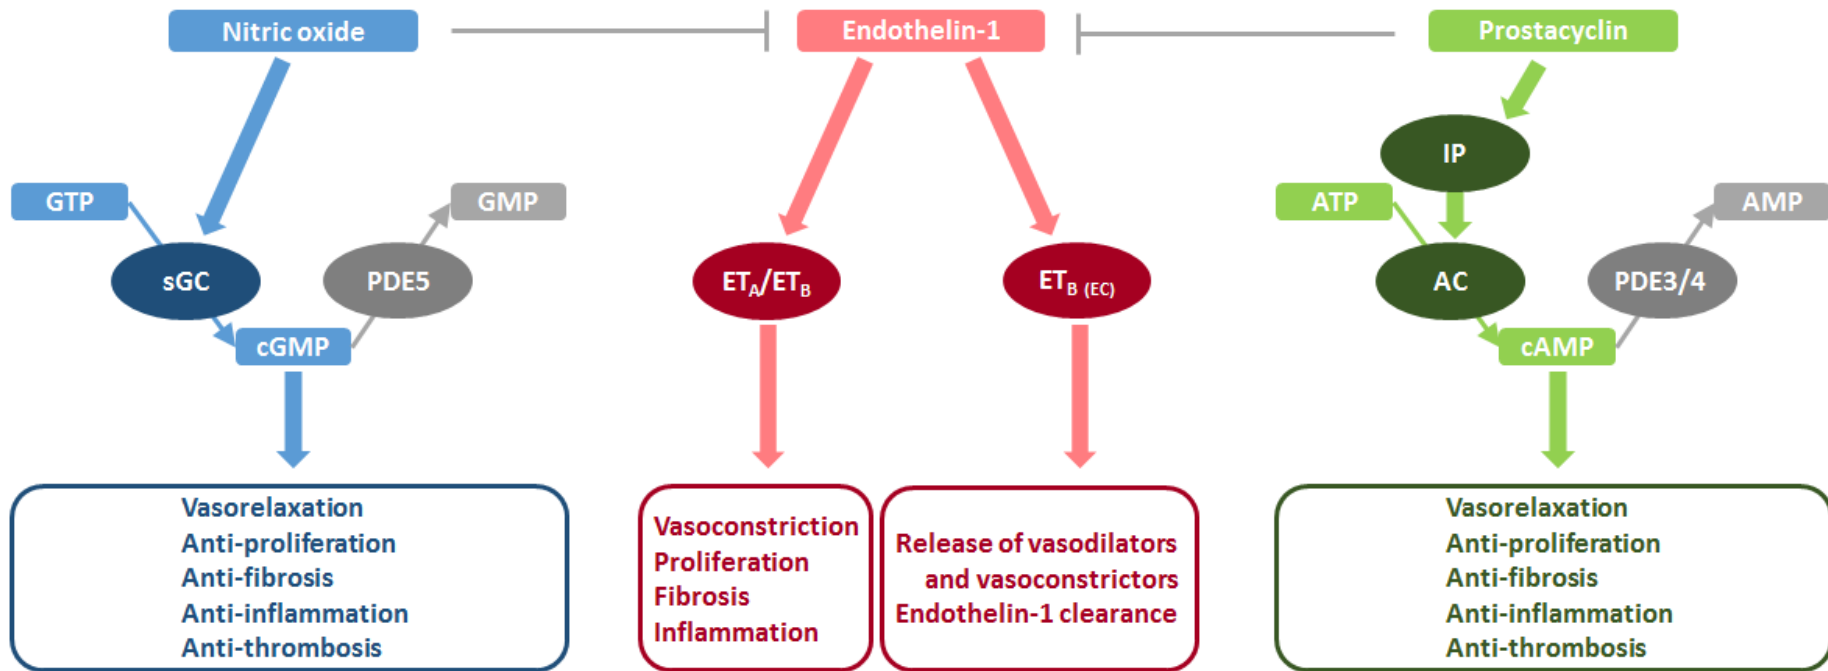 Nitric oxide
Endothelin-1
Prostacyclin
IP
GTP
GMP
ATP
AMP
sGC
PDE5
ETA/ETB
ETB (EC)
AC
PDE3/4
cGMP
cAMP
Vasorelaxation
Anti-proliferation
Anti-fibrosis
Anti-inflammation
Anti-thrombosis
Vasoconstriction
Proliferation
Fibrosis
Inflammation
Release of vasodilators
and vasoconstrictors
Endothelin-1 clearance
Vasorelaxation
Anti-proliferation
Anti-fibrosis
Anti-inflammation
Anti-thrombosis